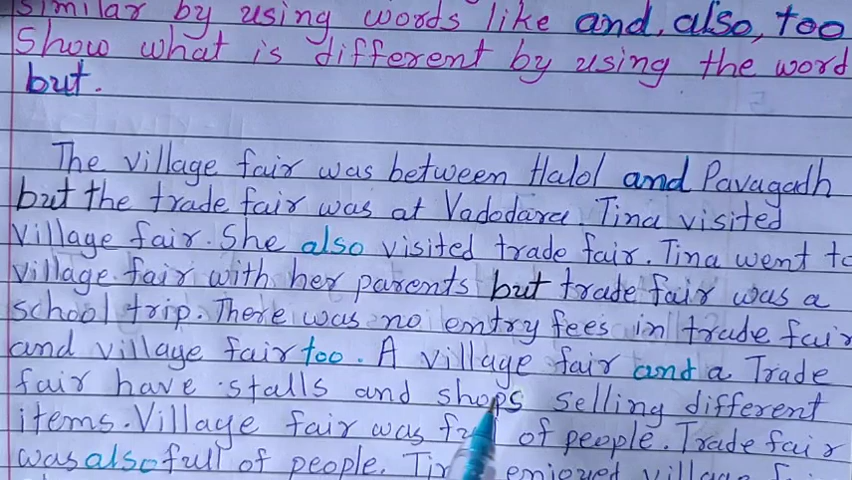 similar by using words like and, also, too
Show what is different by using the word
but.
The village fair was between Halol and Pavagadh
but the trade fair was at Vadodara. Tina visited
village fair. She also visited trade fair. Tina went to
village fair with her parents but trade fair was a
school trip. There was no entry fees in trade fair
and village fair too. A village fair and a Trade
fair have stalls and shops selling different
items. Village fair was full of people. Trade fair
was also full of people. enjoyed village